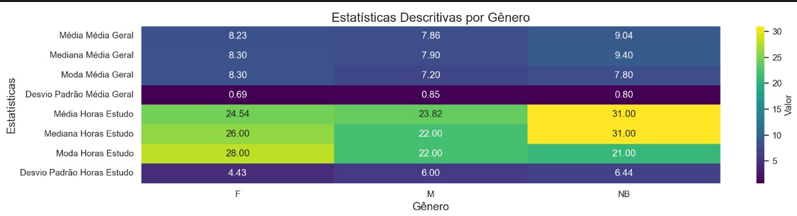 Estatísticas Descritivas por Gênero
Média Média Geral 8.23 7.86 9.04
Mediana Média Geral 8.30 7.90 9.40
Moda Média Geral 8.30 7.20 7.80
Desvio Padrão Média Geral 0.69 0.85 0.80
Média Horas Estudo 24.54 23.82 31.00
Mediana Horas Estudo 26.00 22.00 31.00
Moda Horas Estudo 28.00 22.00 21.00
Desvio Padrão Horas Estudo 4.43 6.00 6.44
F M NB
Gênero
Estatísticas
30
25
20
15
10
5
Valor